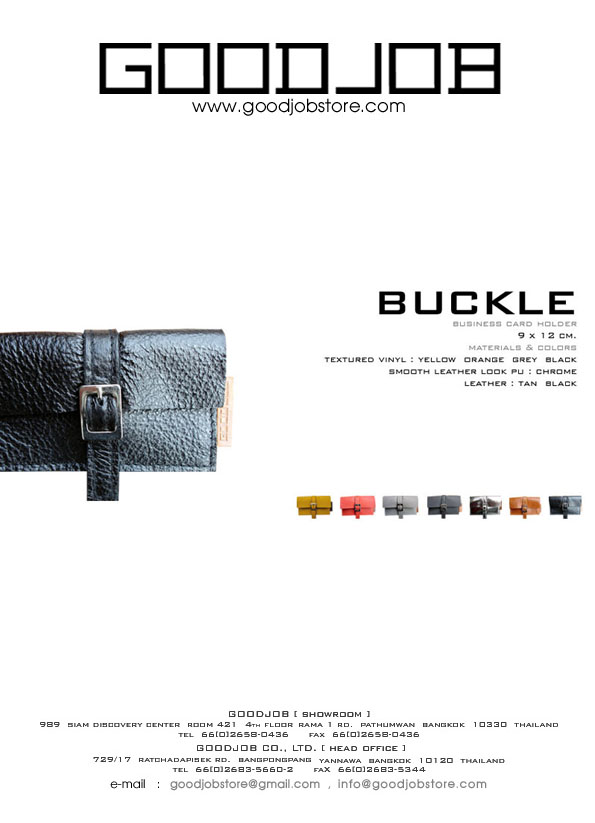 GOODJOB
www.goodjobstore.com
BUCKLE
BUSINESS CARD HOLDER
9 x 12 CM.
MATERIALS & COLORS
TEXTURED VINYL : YELLOW ORANGE GREY BLACK
SMOOTH LEATHER LOOK PU : CHROME
LEATHER : TAN BLACK
GOODJOB [ SHOWROOM ]
989 SIAM DISCOVERY CENTER ROOM 421 4TH FLOOR RAMA 1 RD. PATHUMWAN BANGKOK 10330 THAILAND
TEL 66(0)2658-0436 FAX 66(0)2658-0436
GOODJOB CO., LTD. [ HEAD OFFICE ]
729/17 RATCHADAPISEK RD. BANGPONGPANG YANNAWA BANGKOK 10120 THAILAND
TEL 66(0)2683-5660-2 FAX 66(0)2683-5344
e-mail : goodjobstore@gmail.com , info@goodjobstore.com